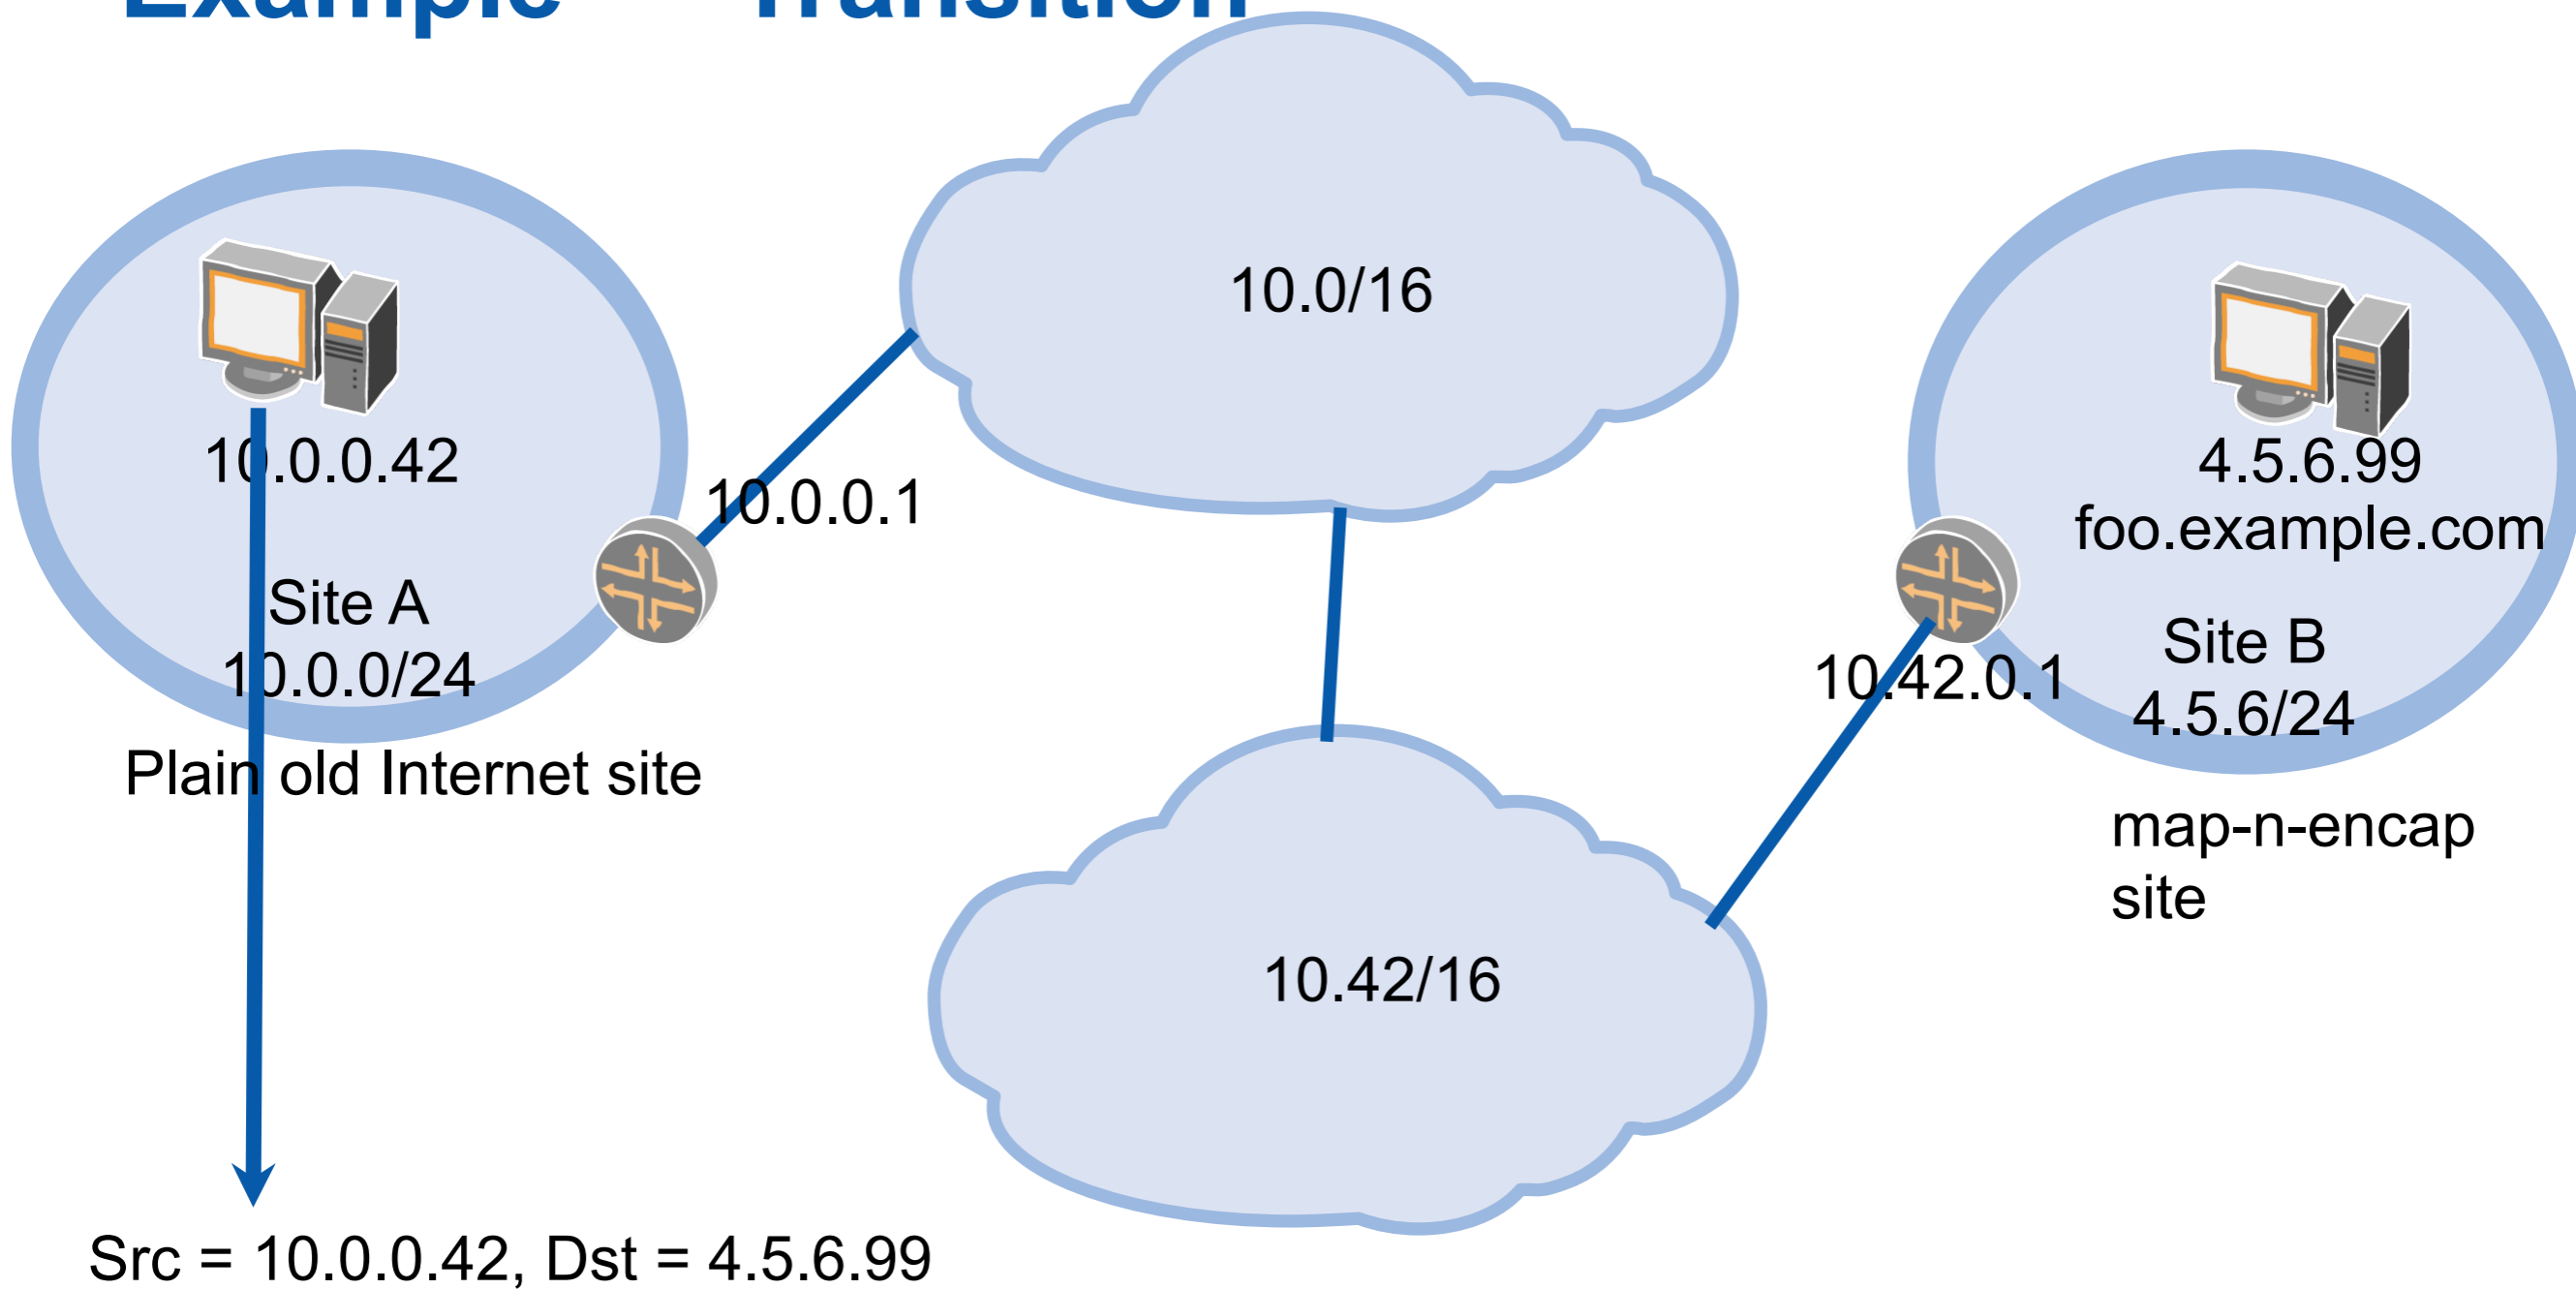 Example Transition
10.0/16
10.0.0.42
10.0.0.1
Site A
10.0.0/24
Plain old Internet site
4.5.6.99
foo.example.com
Site B
4.5.6/24
10.42.0.1
map-n-encap
site
10.42/16
Src = 10.0.0.42, Dst = 4.5.6.99